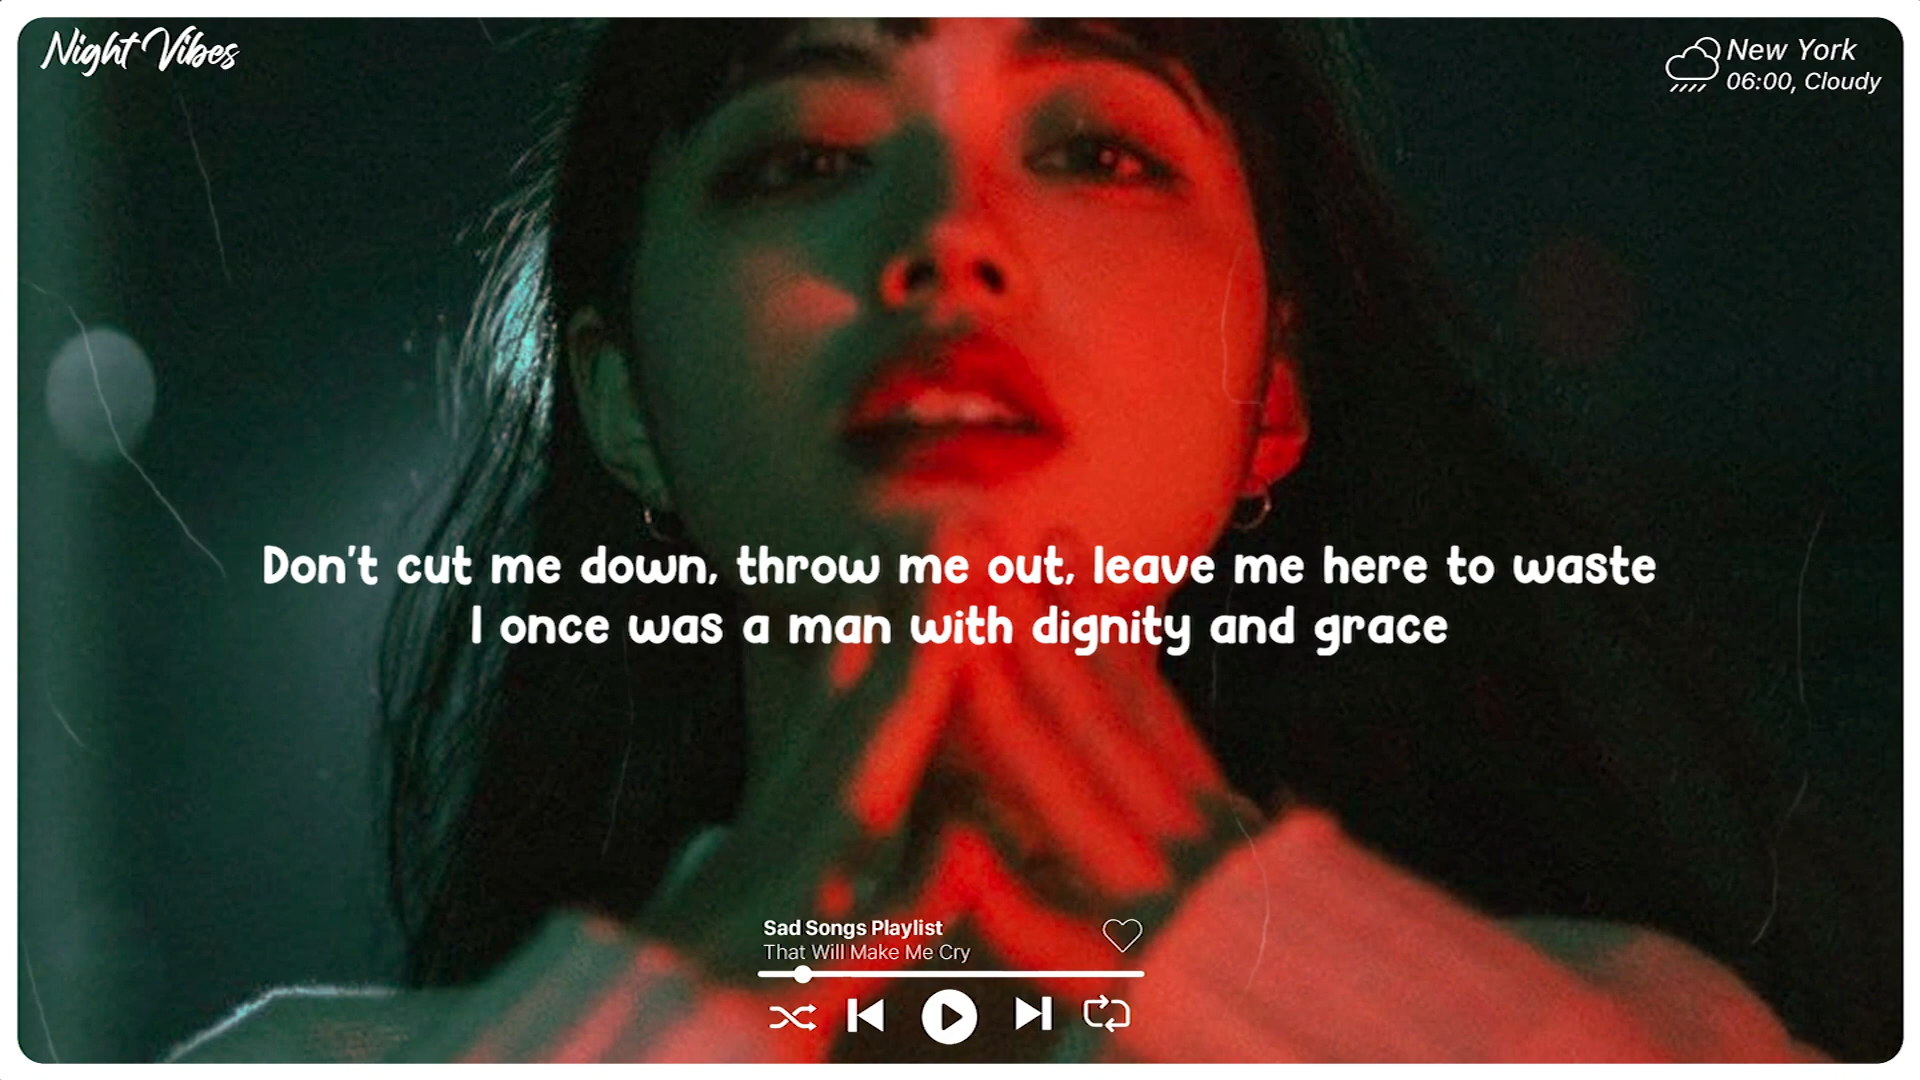 Night Vibes
New York
06:00, Cloudy
Don't cut me down, throw me out, leave me here to waste
I once was a man with dignity and grace
Sad Songs Playlist
That Will Make Me Cry